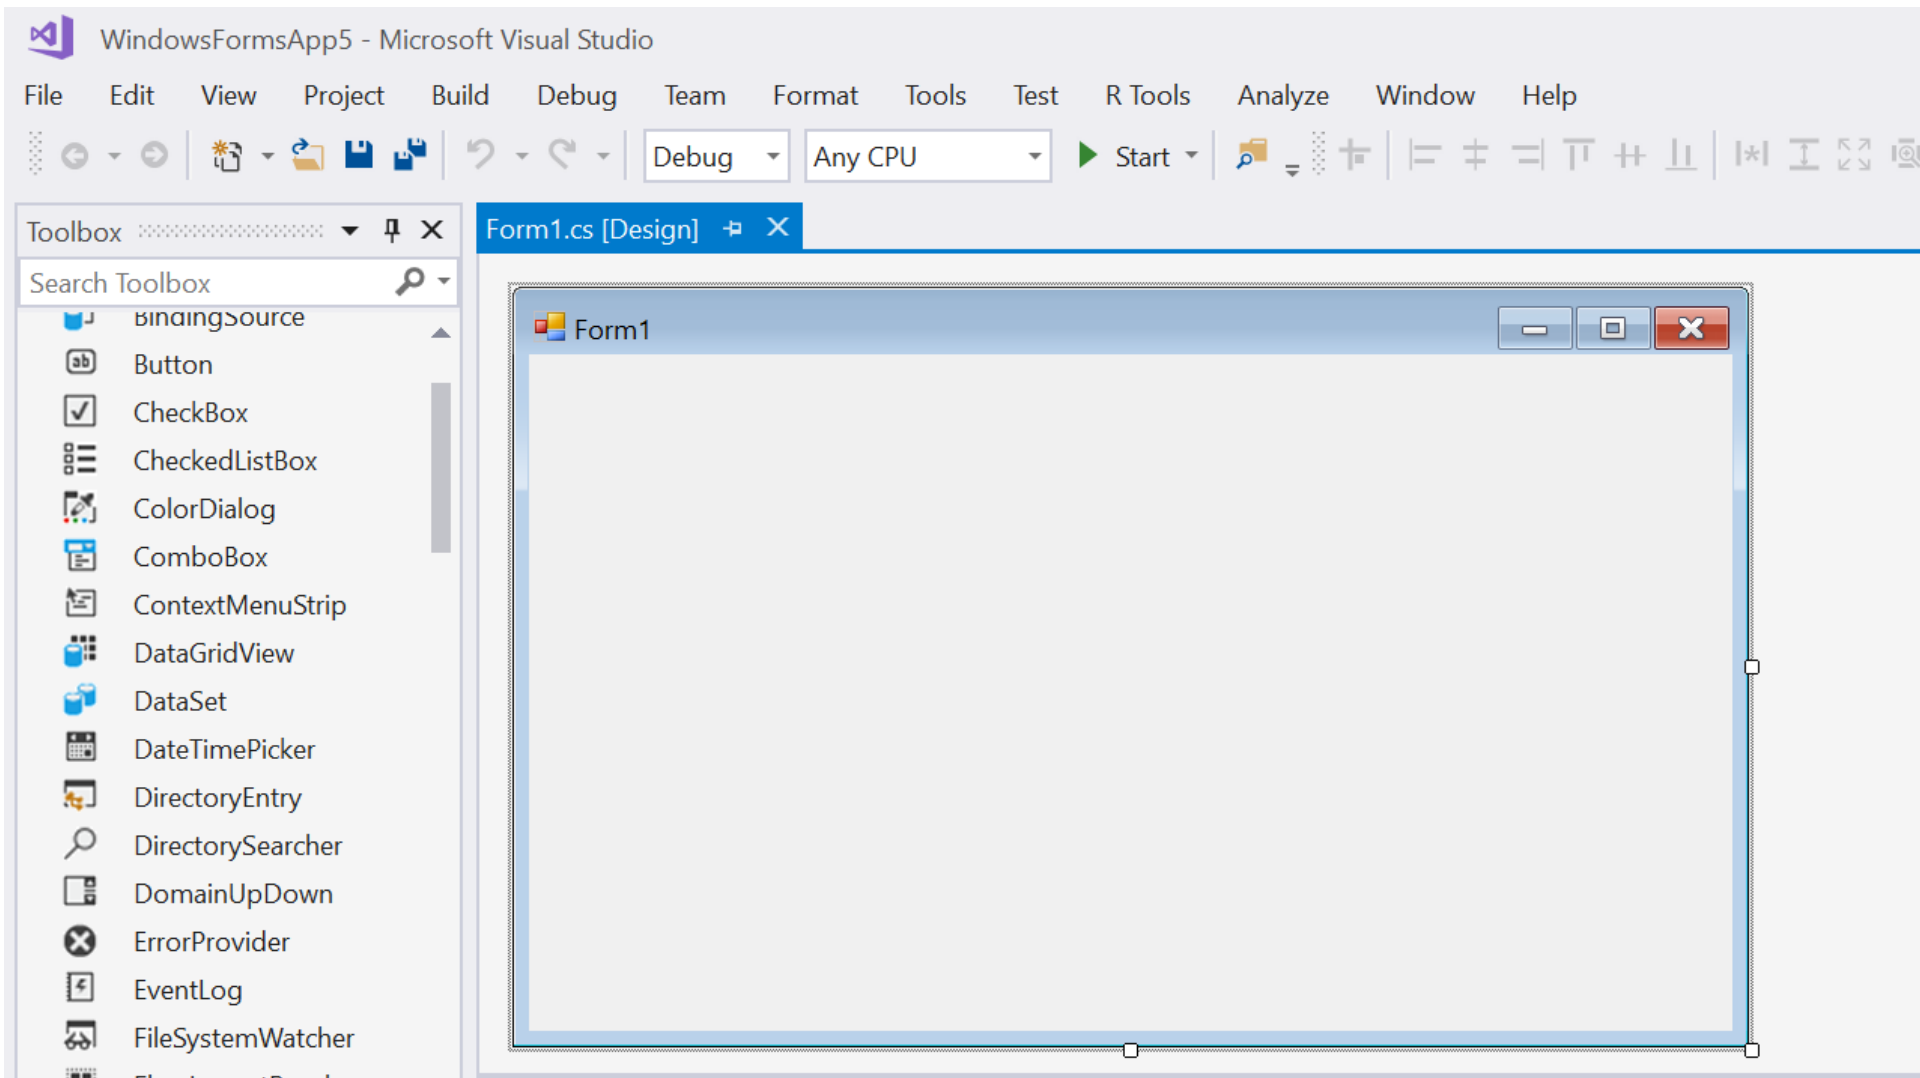 WindowsFormsApp5 - Microsoft Visual Studio
File Edit View Project Build Debug Team Format Tools Test R Tools Analyze Window Help
Debug Any CPU Start
Toolbox
Form1.cs [Design]
Search Toolbox
BindingSource
Form1
Button
CheckBox
CheckedListBox
ColorDialog
ComboBox
ContextMenuStrip
DataGridView
DataSet
DateTimePicker
DirectoryEntry
DirectorySearcher
DomainUpDown
ErrorProvider
EventLog
FileSystemWatcher